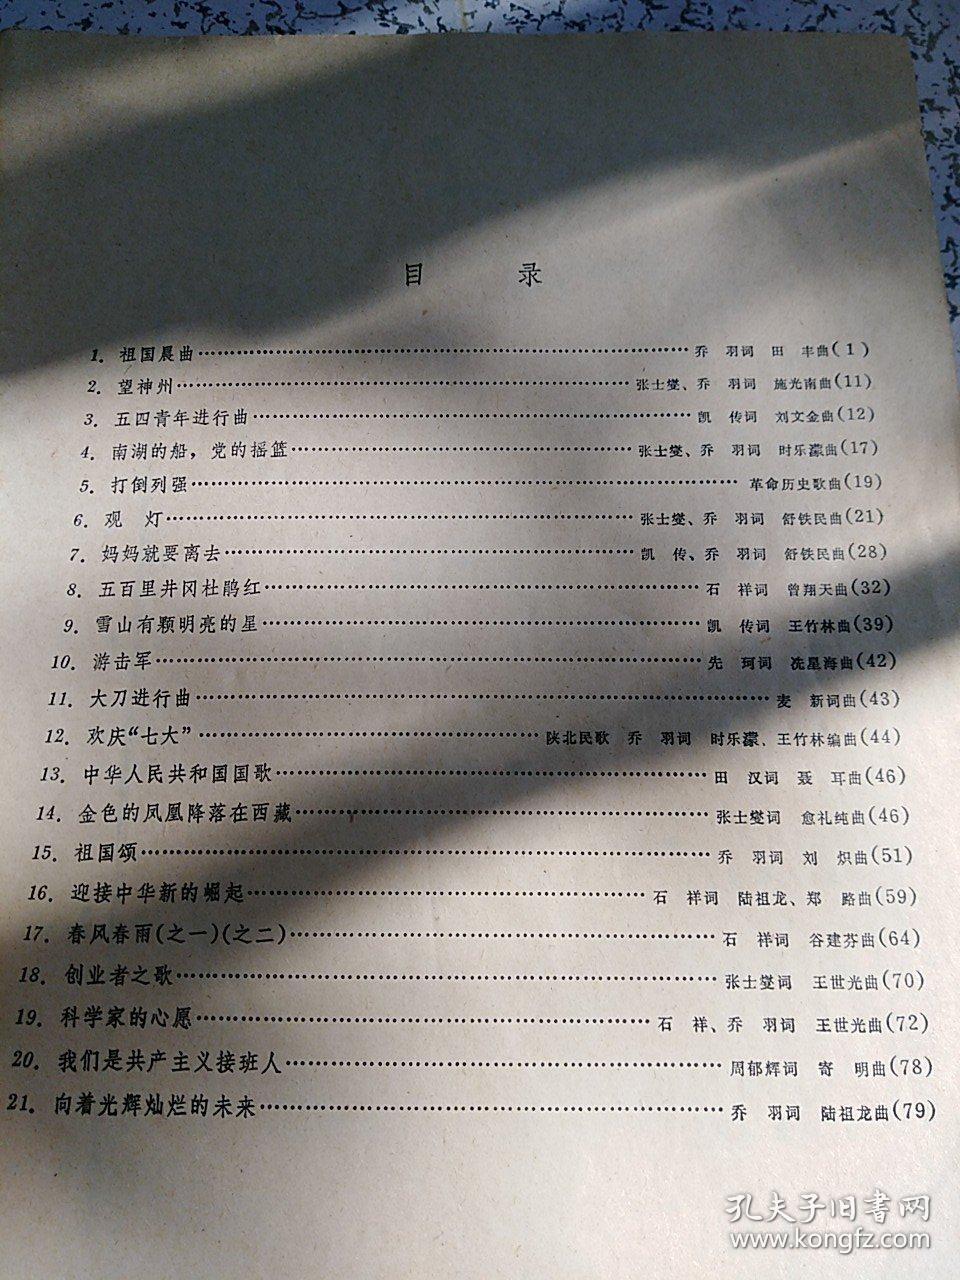 目 录
1. 祖国晨曲……乔 羽词 田 丰曲(1)
2. 望神州……张士燮、乔 羽词 施光南曲(11)
3. 五四青年进行曲……凯 传词 刘文金曲(12)
4. 南湖的船，党的摇篮……张士燮、乔 羽词 时乐濛曲(17)
5. 打倒列强……革命历史歌曲(19)
6. 观 灯……张士燮、乔 羽词 舒铁民曲(21)
7. 妈妈就要离去……凯 传、乔 羽词 舒铁民曲(28)
8. 五百里井冈杜鹃红……石 祥词 曾翔天曲(32)
9. 雪山有颗明亮的星……凯 传词 王竹林曲(39)
10. 游击军……先 珂词 冼星海曲(42)
11. 大刀进行曲……麦 新词曲(43)
12. 欢庆“七大”……陕北民歌 乔 羽词 时乐濛、王竹林编曲(44)
13. 中华人民共和国国歌……田 汉词 聂 耳曲(46)
14. 金色的凤凰降落在西藏……张士燮词 愈礼纯曲(46)
15. 祖国颂……乔 羽词 刘 炽曲(51)
16. 迎接中华新的崛起……石 祥词 陆祖龙、郑 路曲(59)
17. 春风春雨(之一)(之二)……石 祥词 谷建芬曲(64)
18. 创业者之歌……张士燮词 王世光曲(70)
19. 科学家的心愿……石 祥、乔 羽词 王世光曲(72)
20. 我们是共产主义接班人……周郁辉词 寄 明曲(78)
21. 向着光辉灿烂的未来……乔 羽词 陆祖龙曲(79)
孔夫子旧书网
www.kongfz.com